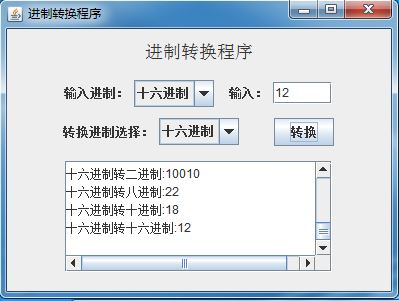 进制转换程序
进制转换程序
输入进制： 十六进制 输入： 12
转换进制选择： 十六进制 转换
十六进制转二进制:10010
十六进制转八进制:22
十六进制转十进制:18
十六进制转十六进制:12